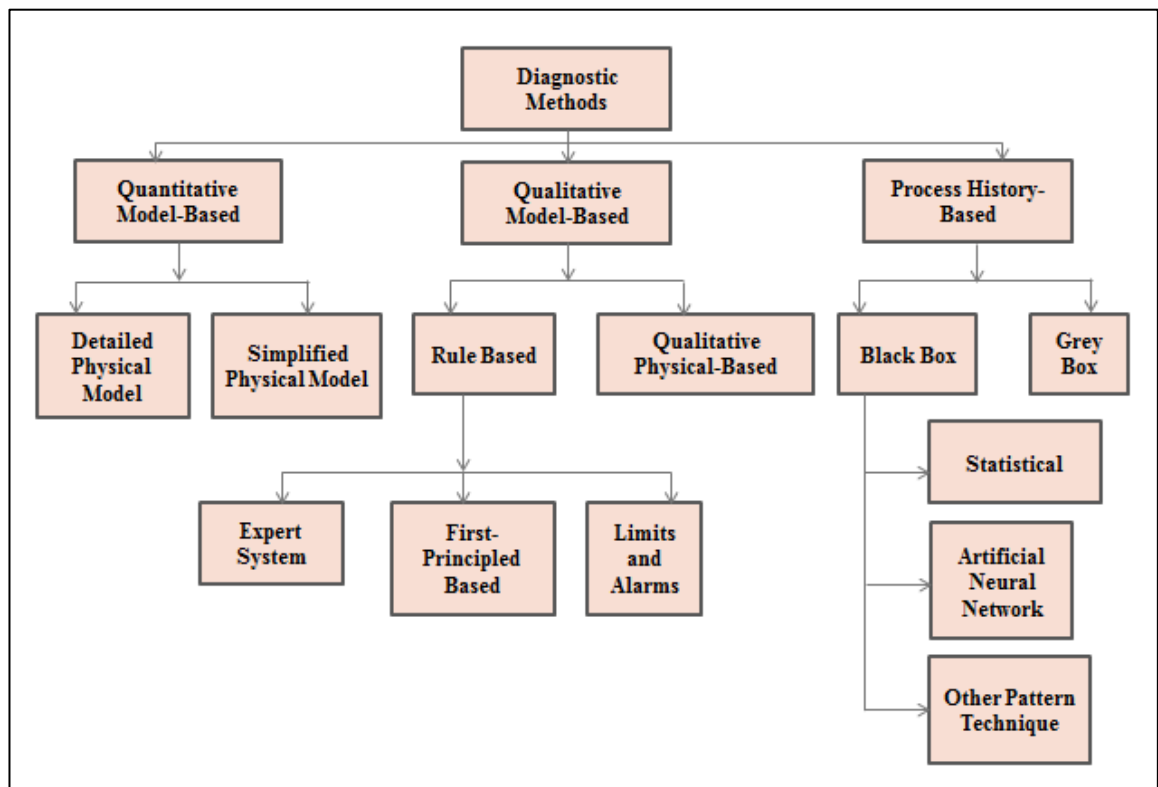 Diagnostic
Methods
Quantitative
Model-Based
Qualitative
Model-Based
Process History-
Based
Detailed
Physical
Model
Simplified
Physical Model
Rule Based
Qualitative
Physical-Based
Black Box
Grey
Box
Expert
System
First-
Principled
Based
Limits
and
Alarms
Statistical
Artificial
Neural
Network
Other Pattern
Technique